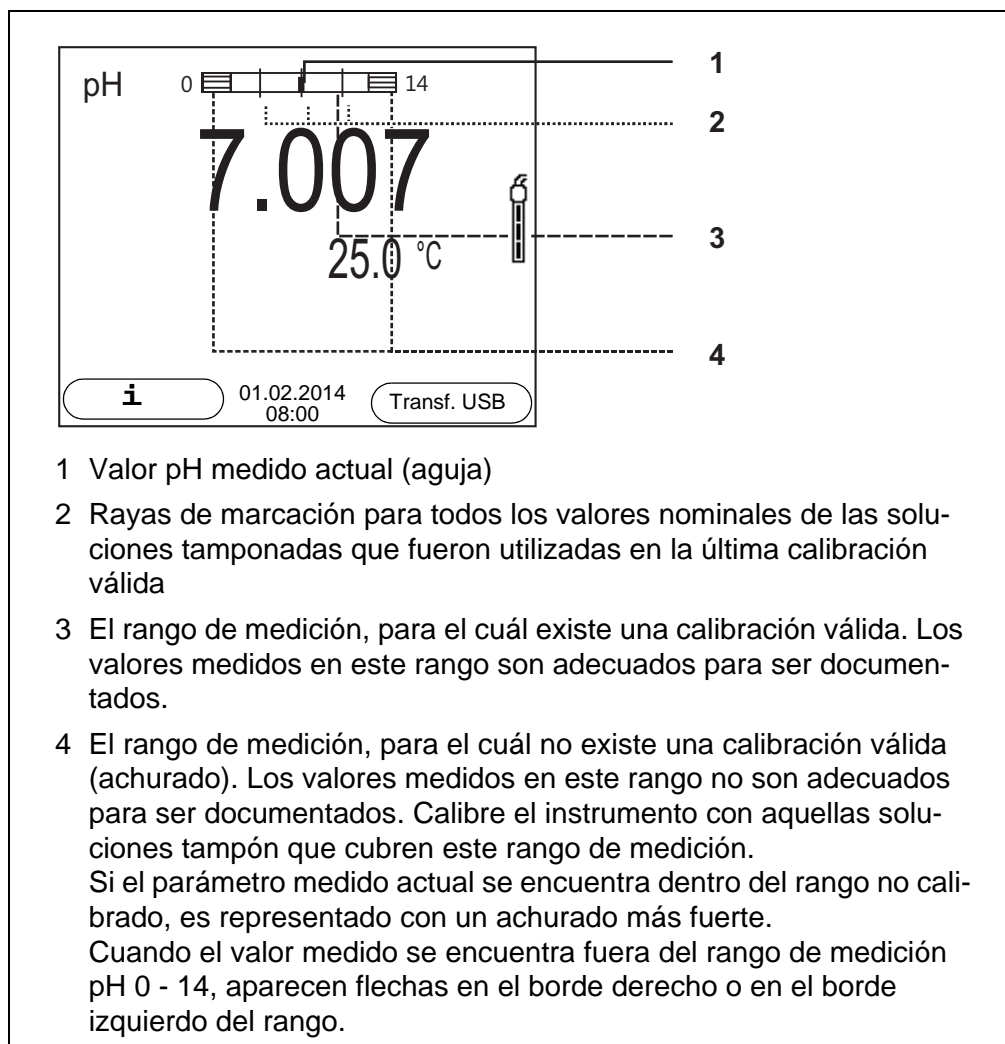 1
pH 0 14
2
7.007
3
25.0 °C
4
i 01.02.2014 Transf. USB
08:00
1 Valor pH medido actual (aguja)
2 Rayas de marcación para todos los valores nominales de las solu-
ciones tamponadas que fueron utilizadas en la última calibración
válida
3 El rango de medición, para el cuál existe una calibración válida. Los
valores medidos en este rango son adecuados para ser documen-
tados.
4 El rango de medición, para el cuál no existe una calibración válida
(achurado). Los valores medidos en este rango no son adecuados
para ser documentados. Calibre el instrumento con aquellas solu-
ciones tampón que cubren este rango de medición.
Si el parámetro medido actual se encuentra dentro del rango no cali-
brado, es representado con un achurado más fuerte.
Cuando el valor medido se encuentra fuera del rango de medición
pH 0 - 14, aparecen flechas en el borde derecho o en el borde
izquierdo del rango.